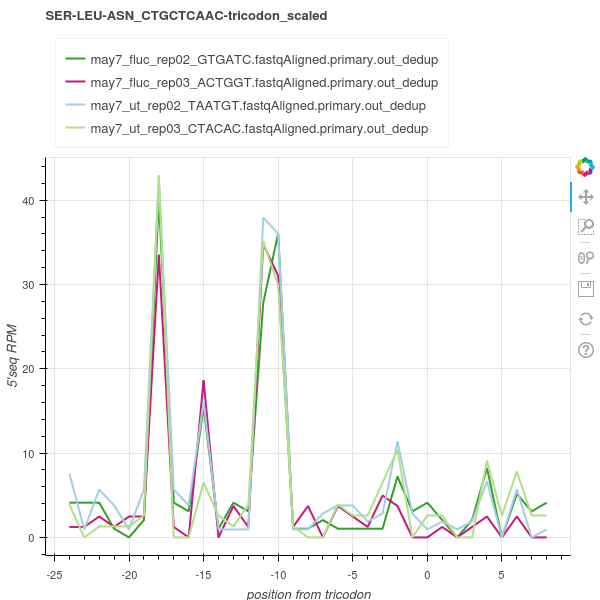 SER-LEU-ASN_CTGCTCAAC-tricodon_scaled
may7_fluc_rep02_GTGATC.fastqAligned.primary.out_dedup
may7_fluc_rep03_ACTGGT.fastqAligned.primary.out_dedup
may7_ut_rep02_TAATGT.fastqAligned.primary.out_dedup
may7_ut_rep03_CTACAC.fastqAligned.primary.out_dedup
40
30
20
10
0
5'seq RPM
-25 -20 -15 -10 -5 0 5
position from tricodon